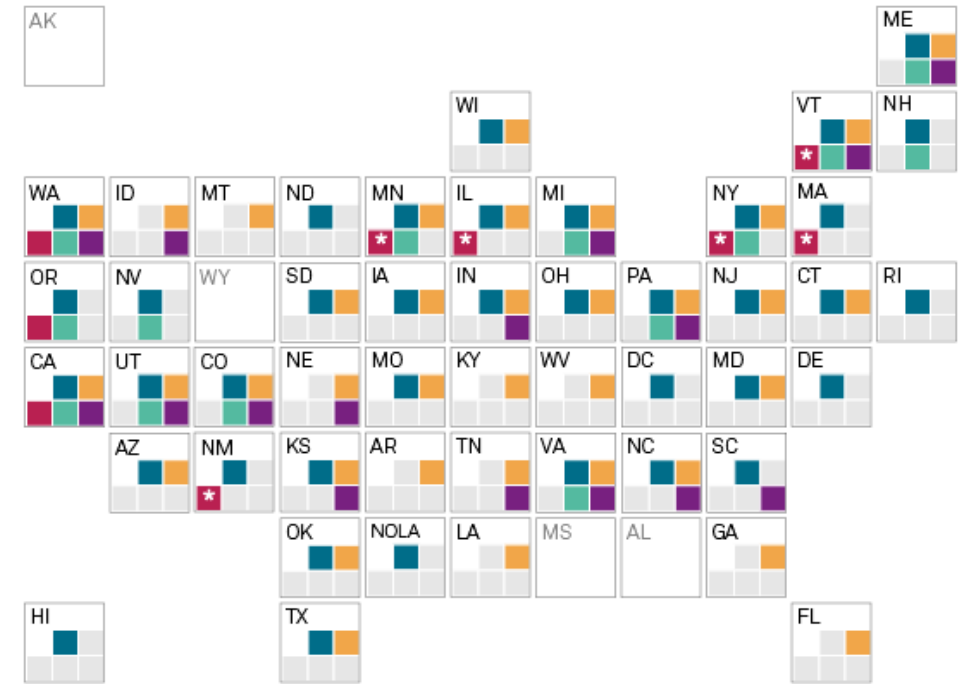 AK ME
WI VT NH
WA ID MT ND MN IL MI NY MA
* * * * *
OR NV WY SD IA IN OH PA NJ CT RI
CA UT CO NE MO KY WV DC MD DE
AZ NM KS AR TN VA NC SC
*
OK NOLA LA MS AL GA
HI TX FL